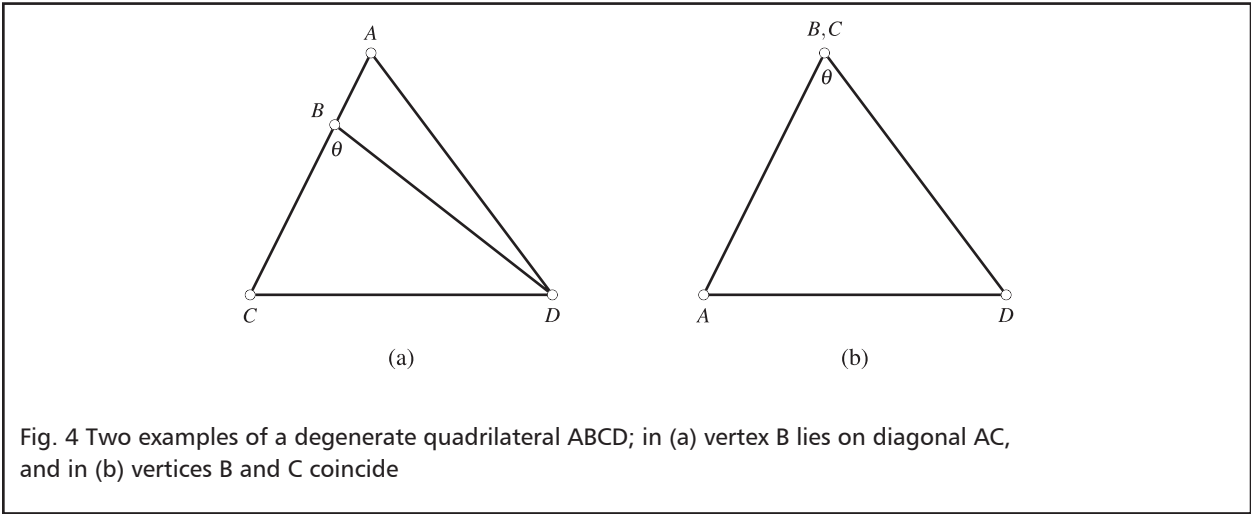 A
B
θ
C
D
(a)
B,C
θ
A
D
(b)
Fig. 4 Two examples of a degenerate quadrilateral ABCD; in (a) vertex B lies on diagonal AC,
and in (b) vertices B and C coincide